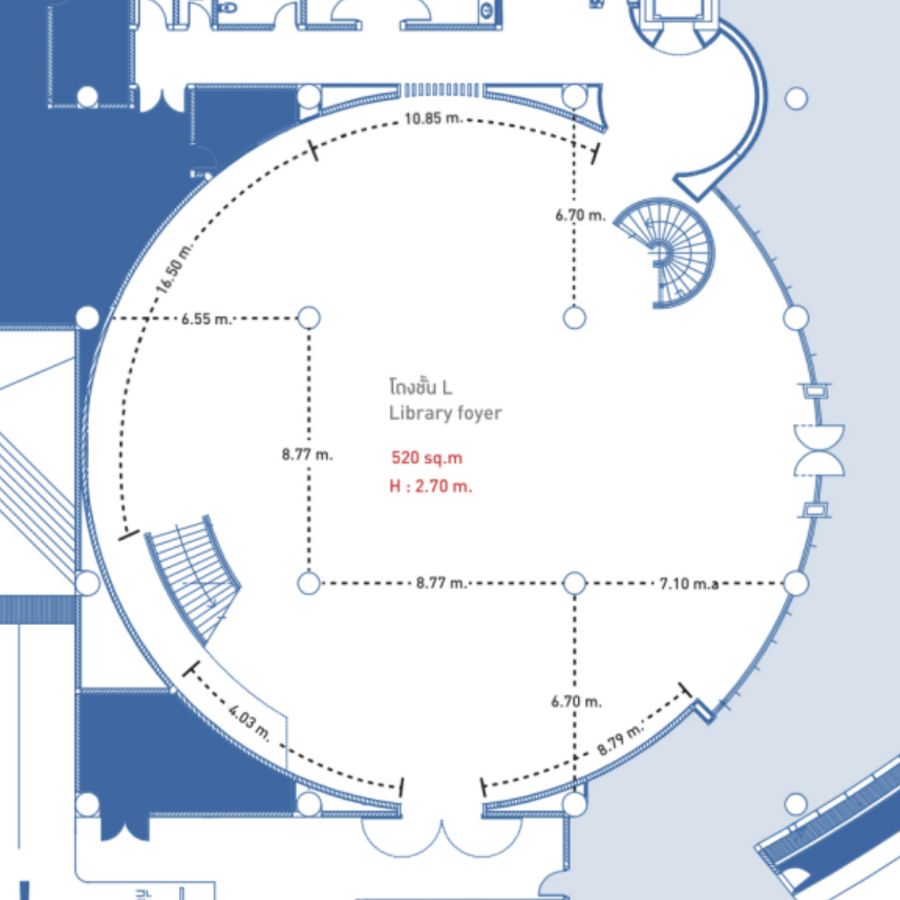 10.85 m.
6.70 m.
16.50 m.
6.55 m.
โถงชั้น L
Library foyer
8.77 m.
520 sq.m
H : 2.70 m.
8.77 m.
7.10 m.a
6.70 m.
4.03 m.
8.79 m.